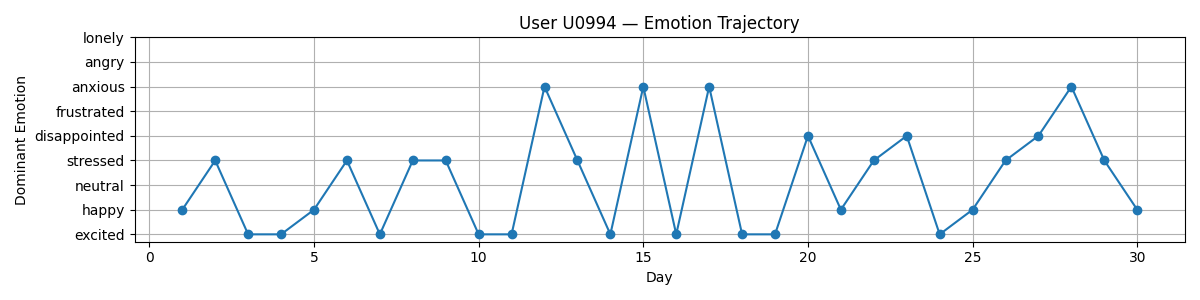 User U0994 — Emotion Trajectory
lonely
angry
anxious
frustrated
disappointed
stressed
neutral
happy
excited
Dominant Emotion
0 5 10 15 20 25 30
Day